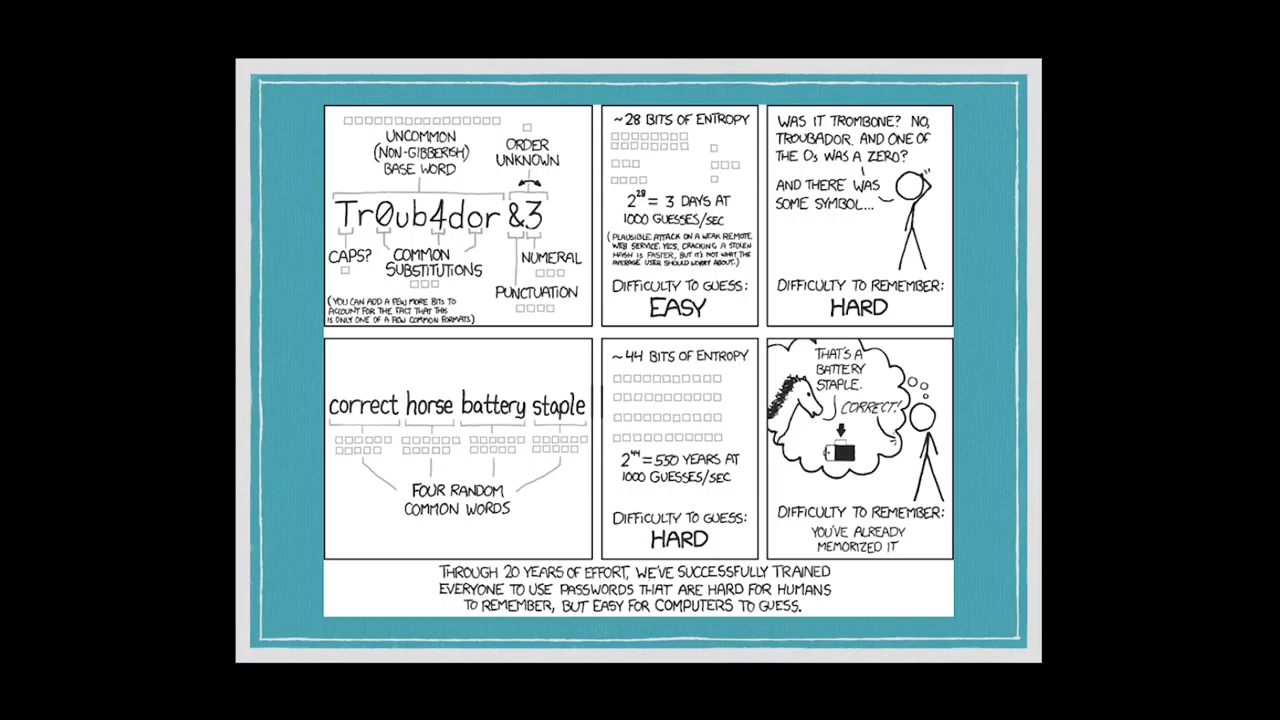 UNCOMMON
(NON-GIBBERISH)
BASE WORD
ORDER
UNKNOWN
Tr0ub4dor &3
CAPS?
COMMON
SUBSTITUTIONS
NUMERAL
PUNCTUATION
(YOU CAN ADD A FEW MORE BITS TO
ACCOUNT FOR THE FACT THAT THIS
IS ONLY ONE OF A FEW COMMON FORMATS.)
~28 BITS OF ENTROPY
2^28 = 3 DAYS AT
1000 GUESSES/SEC
(PLAUSIBLE ATTACK ON A WEAK REMOTE
WEB SERVICE. YES, CRACKING A STOLEN
HASH IS FASTER, BUT IT'S NOT WHAT THE
AVERAGE USER SHOULD WORRY ABOUT.)
DIFFICULTY TO GUESS:
EASY
WAS IT TROMBONE? NO,
TROUBADOR. AND ONE OF
THE Os WAS A ZERO?
AND THERE WAS
SOME SYMBOL...
DIFFICULTY TO REMEMBER:
HARD
correct horse battery staple
FOUR RANDOM
COMMON WORDS
~44 BITS OF ENTROPY
2^44 = 550 YEARS AT
1000 GUESSES/SEC
DIFFICULTY TO GUESS:
HARD
THAT'S A
BATTERY
STAPLE.
CORRECT!
DIFFICULTY TO REMEMBER:
YOU'VE ALREADY
MEMORIZED IT
THROUGH 20 YEARS OF EFFORT, WE'VE SUCCESSFULLY TRAINED
EVERYONE TO USE PASSWORDS THAT ARE HARD FOR HUMANS
TO REMEMBER, BUT EASY FOR COMPUTERS TO GUESS.